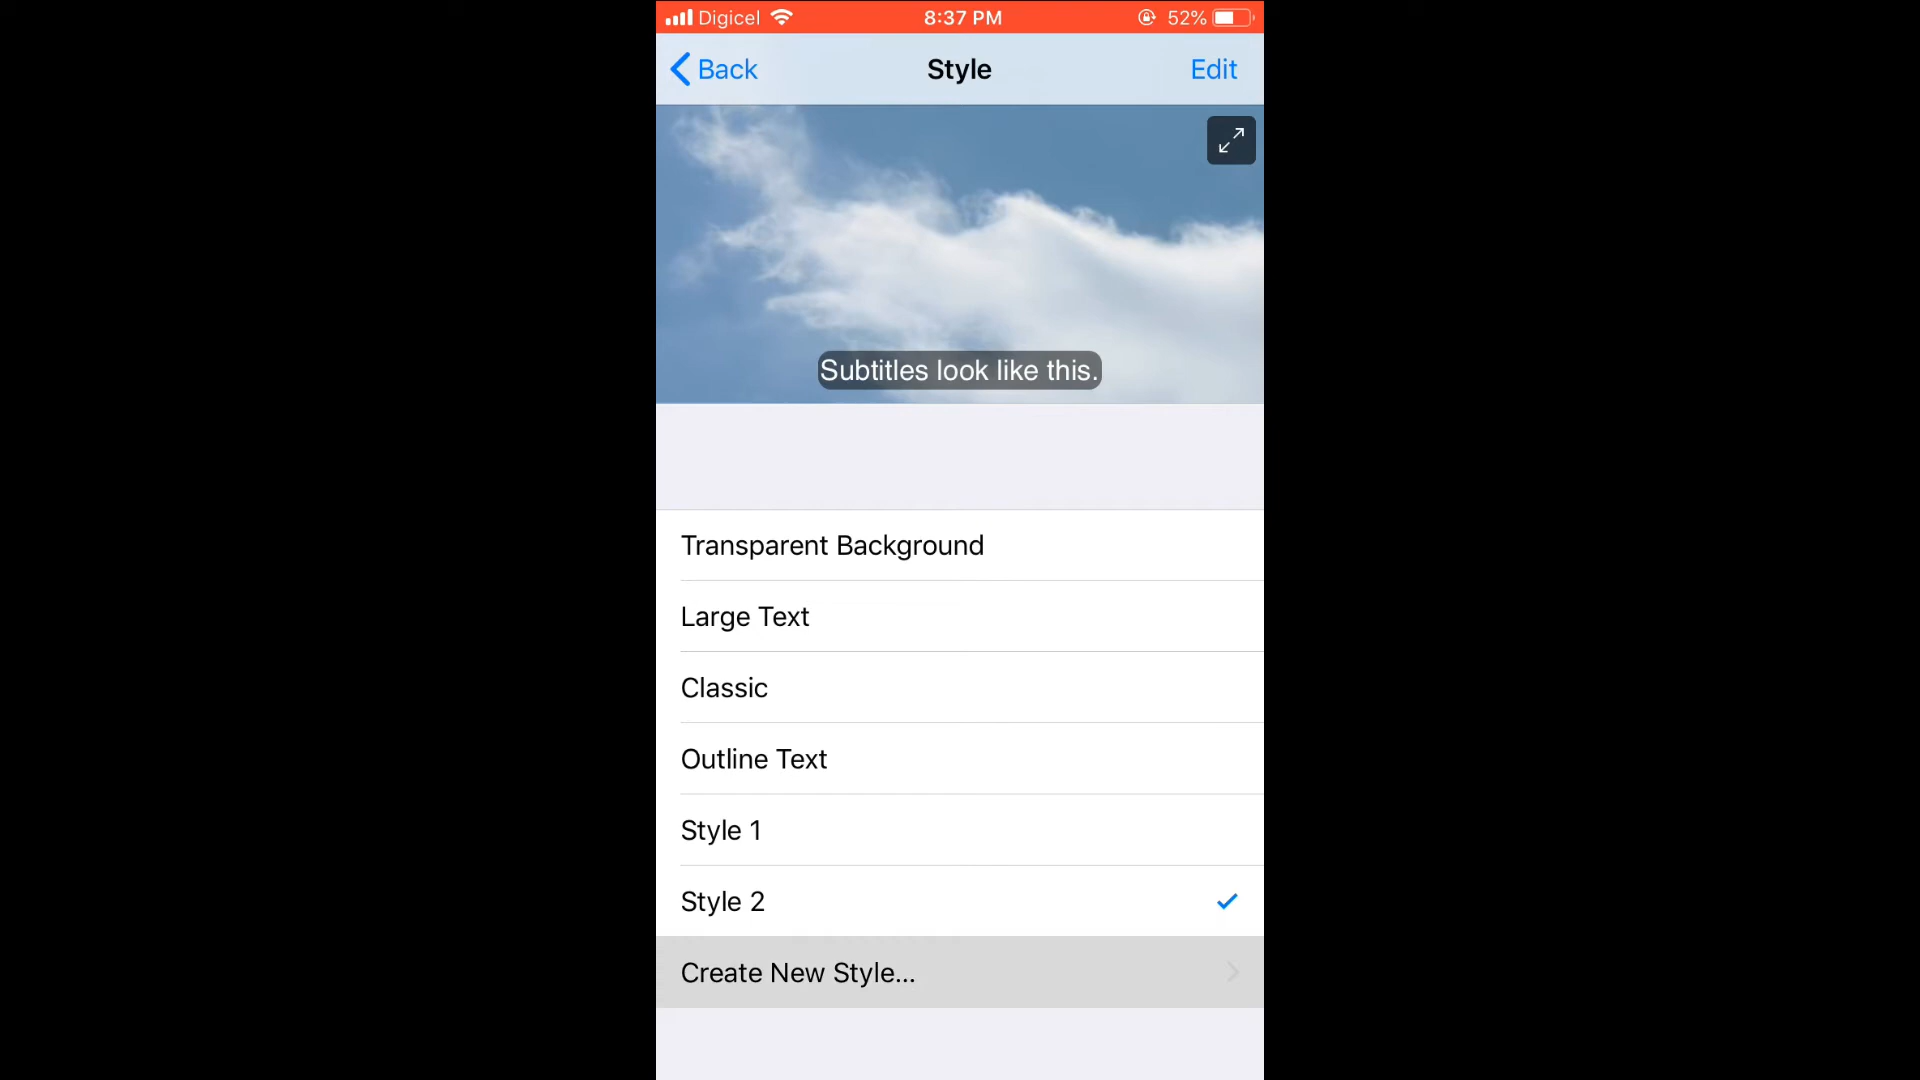 Digicel 8:37 PM 52%
Back Style Edit
Subtitles look like this.
Transparent Background
Large Text
Classic
Outline Text
Style 1
Style 2
Create New Style...